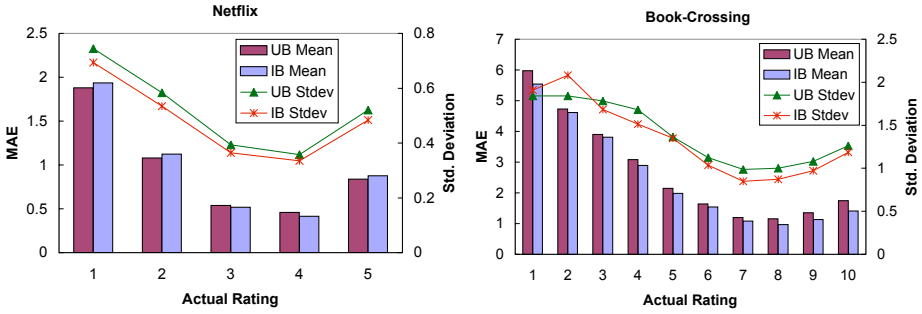 Netflix
2.5
2
1.5
1
0.5
0
MAE
0.8
0.6
0.4
0.2
0
Std. Deviation
UB Mean
IB Mean
UB Stdev
IB Stdev
1 2 3 4 5
Actual Rating
Book-Crossing
7
6
5
4
3
2
1
0
MAE
2.5
2
1.5
1
0.5
0
Std. Deviation
UB Mean
IB Mean
UB Stdev
IB Stdev
1 2 3 4 5 6 7 8 9 10
Actual Rating